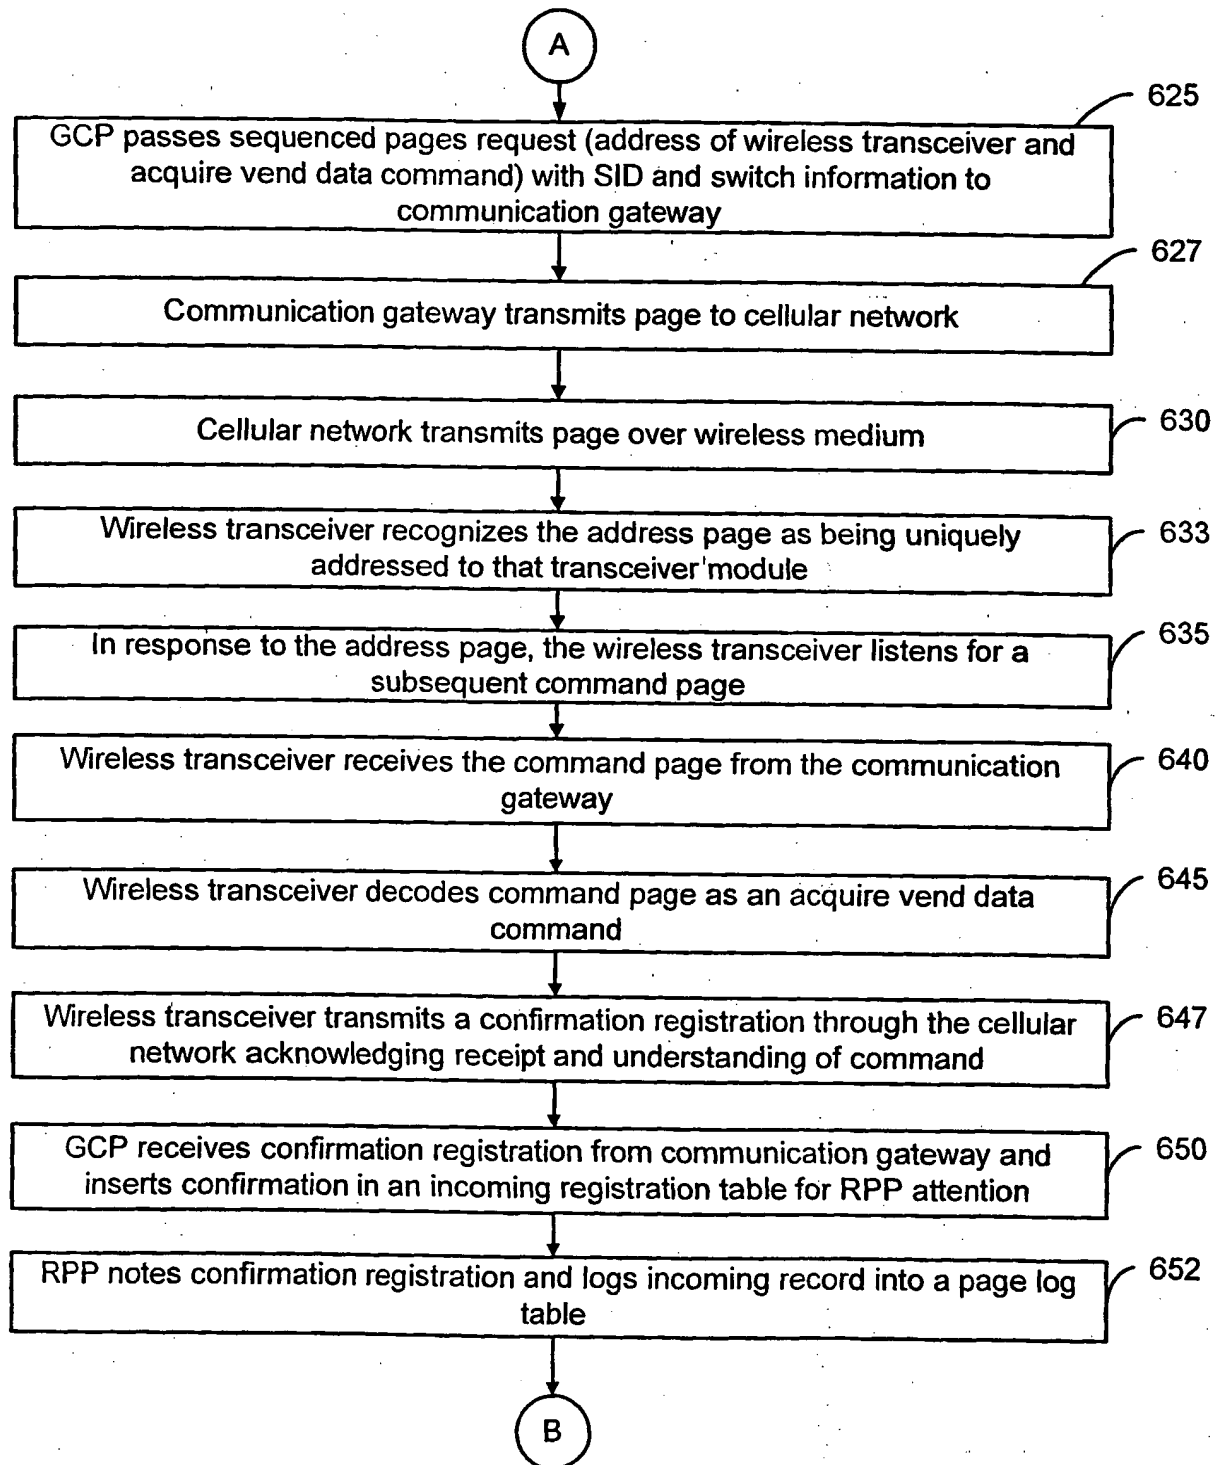 A
625
GCP passes sequenced pages request (address of wireless transceiver and
acquire vend data command) with SID and switch information to
communication gateway
627
Communication gateway transmits page to cellular network
630
Cellular network transmits page over wireless medium
633
Wireless transceiver recognizes the address page as being uniquely
addressed to that transceiver module
635
In response to the address page, the wireless transceiver listens for a
subsequent command page
640
Wireless transceiver receives the command page from the communication
gateway
645
Wireless transceiver decodes command page as an acquire vend data
command
647
Wireless transceiver transmits a confirmation registration through the cellular
network acknowledging receipt and understanding of command
650
GCP receives confirmation registration from communication gateway and
inserts confirmation in an incoming registration table for RPP attention
652
RPP notes confirmation registration and logs incoming record into a page log
table
B